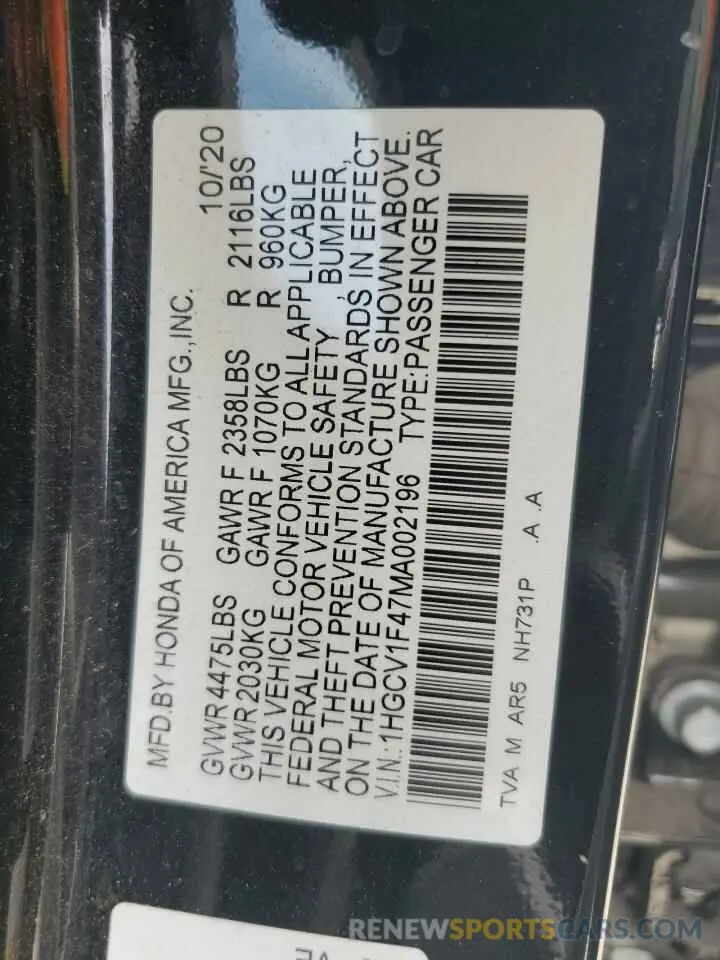 MFD.BY HONDA OF AMERICA MFG.,INC. 10/'20
GVWR 4475LBS GAWR F 2358LBS R 2116LBS
GVWR 2030KG GAWR F 1070KG R 960KG
THIS VEHICLE CONFORMS TO ALL APPLICABLE
FEDERAL MOTOR VEHICLE SAFETY, BUMPER,
AND THEFT PREVENTION STANDARDS IN EFFECT
ON THE DATE OF MANUFACTURE SHOWN ABOVE.
V.I.N.: 1HGCV1F47MA002196 TYPE:PASSENGER CAR
TVA M AR5 NH731P .A .A
RENEWSPORTSCARS.COM